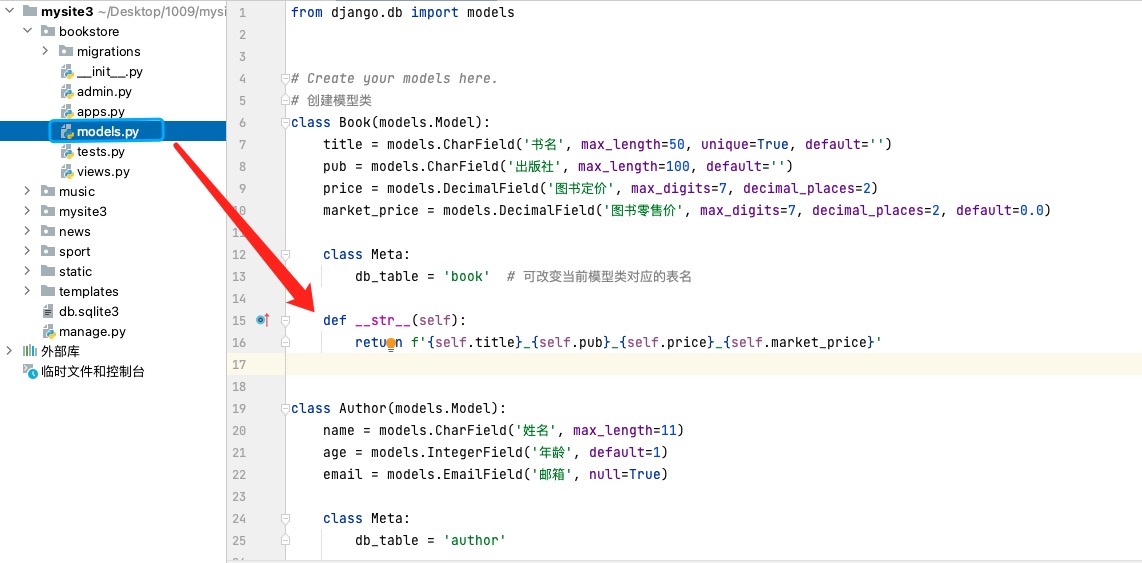 mysite3 ~/Desktop/1009/mysi
bookstore
migrations
__init__.py
admin.py
apps.py
models.py
tests.py
views.py
music
mysite3
news
sport
static
templates
db.sqlite3
manage.py
外部库
临时文件和控制台
1 from django.db import models
2
3
4 # Create your models here.
5 # 创建模型类
6 class Book(models.Model):
7 title = models.CharField('书名', max_length=50, unique=True, default='')
8 pub = models.CharField('出版社', max_length=100, default='')
9 price = models.DecimalField('图书定价', max_digits=7, decimal_places=2)
10 market_price = models.DecimalField('图书零售价', max_digits=7, decimal_places=2, default=0.0)
11
12 class Meta:
13 db_table = 'book' # 可改变当前模型类对应的表名
14
15 def __str__(self):
16 return f'{self.title}_{self.pub}_{self.price}_{self.market_price}'
17
18
19 class Author(models.Model):
20 name = models.CharField('姓名', max_length=11)
21 age = models.IntegerField('年龄', default=1)
22 email = models.EmailField('邮箱', null=True)
23
24 class Meta:
25 db_table = 'author'